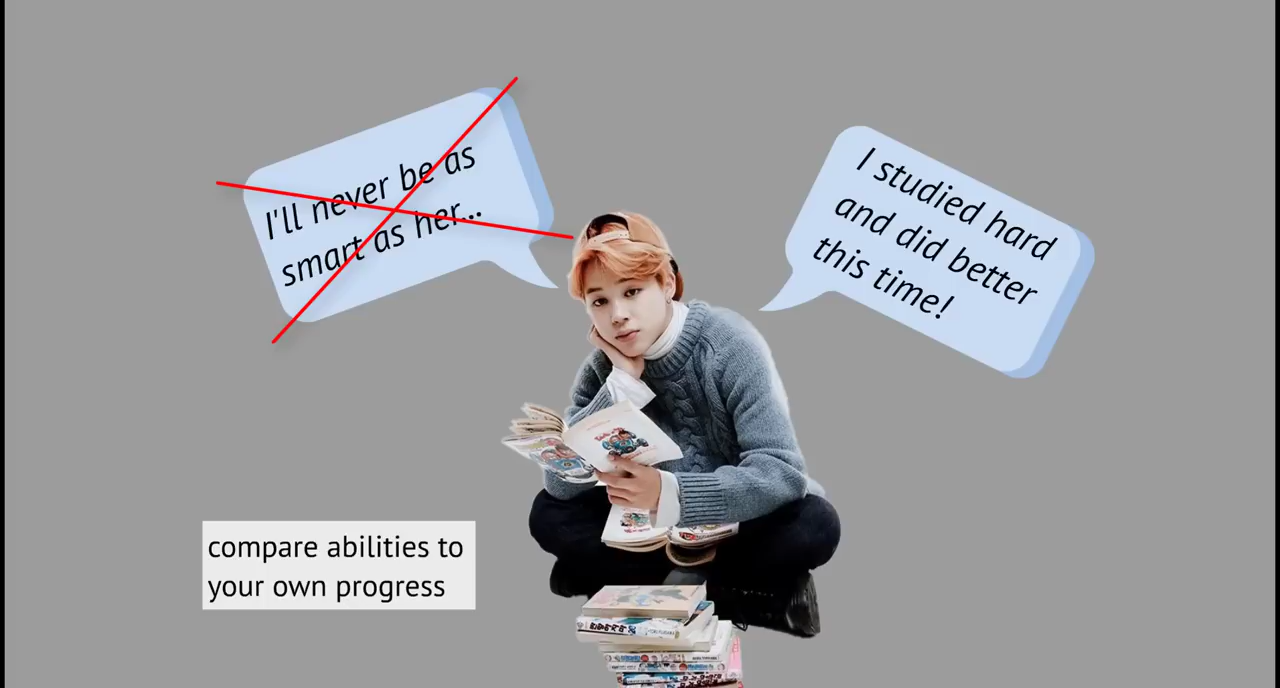 I'll never be as
smart as her...
I studied hard
and did better
this time!
compare abilities to
your own progress